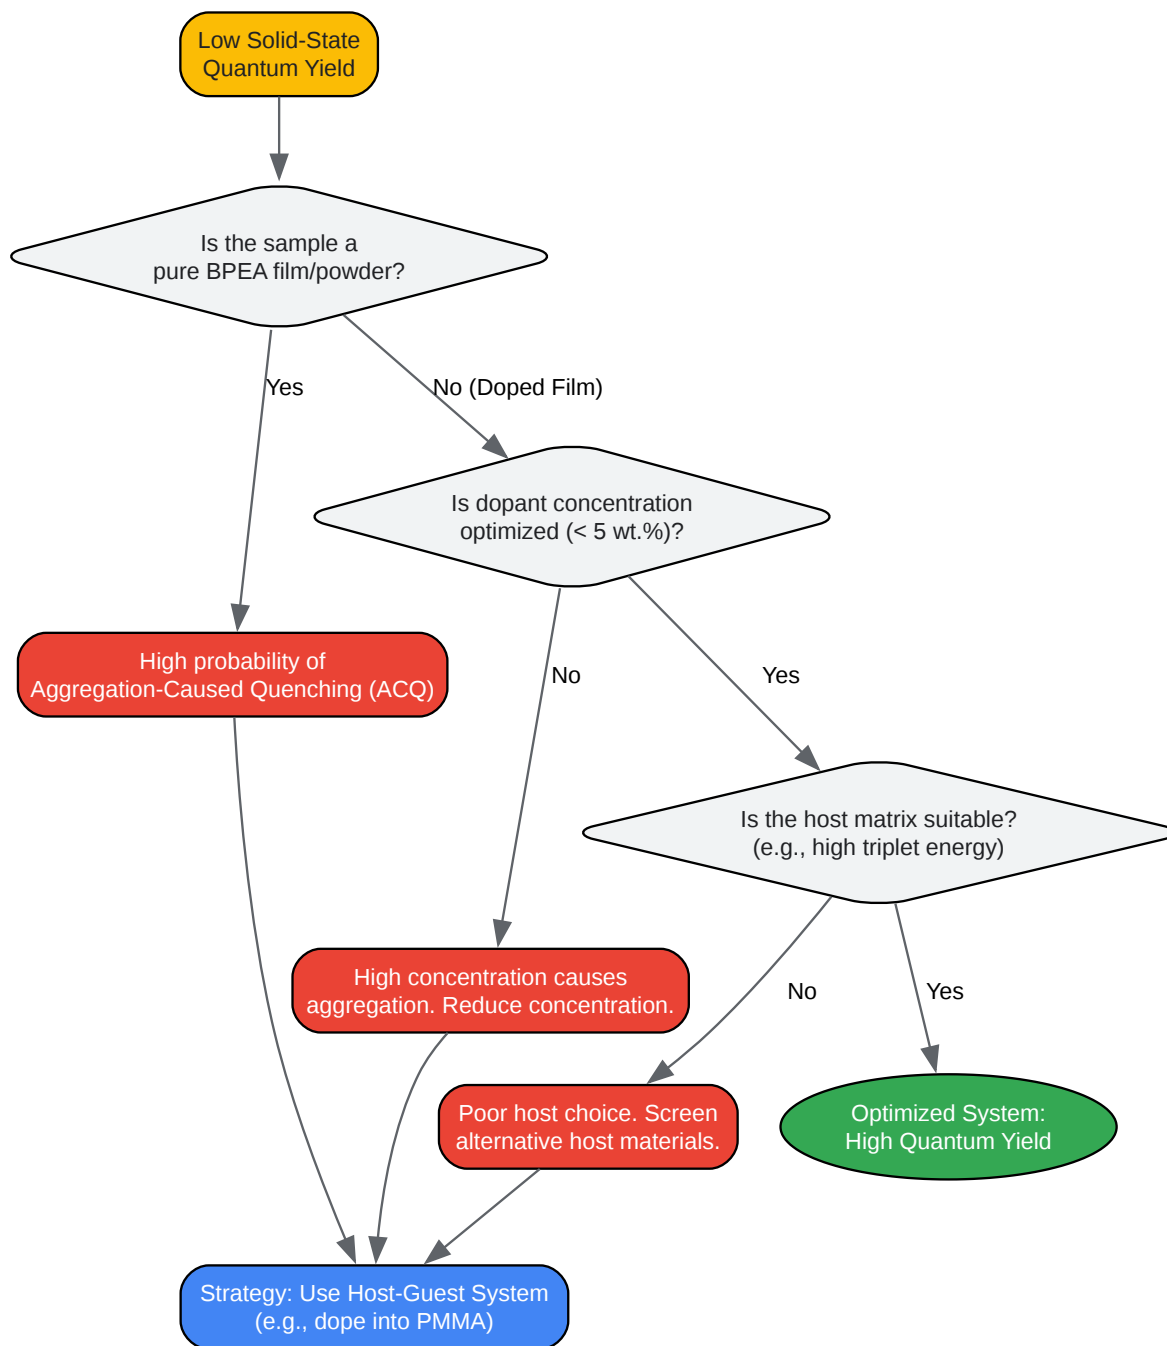 Low Solid-State
Quantum Yield
Is the sample a
pure BPEA film/powder?
Yes
No (Doped Film)
Is dopant concentration
optimized (< 5 wt.%)?
High probability of
Aggregation-Caused Quenching (ACQ)
No
Yes
Is the host matrix suitable?
(e.g., high triplet energy)
High concentration causes
aggregation. Reduce concentration.
No
Yes
Poor host choice. Screen
alternative host materials.
Optimized System:
High Quantum Yield
Strategy: Use Host-Guest System
(e.g., dope into PMMA)